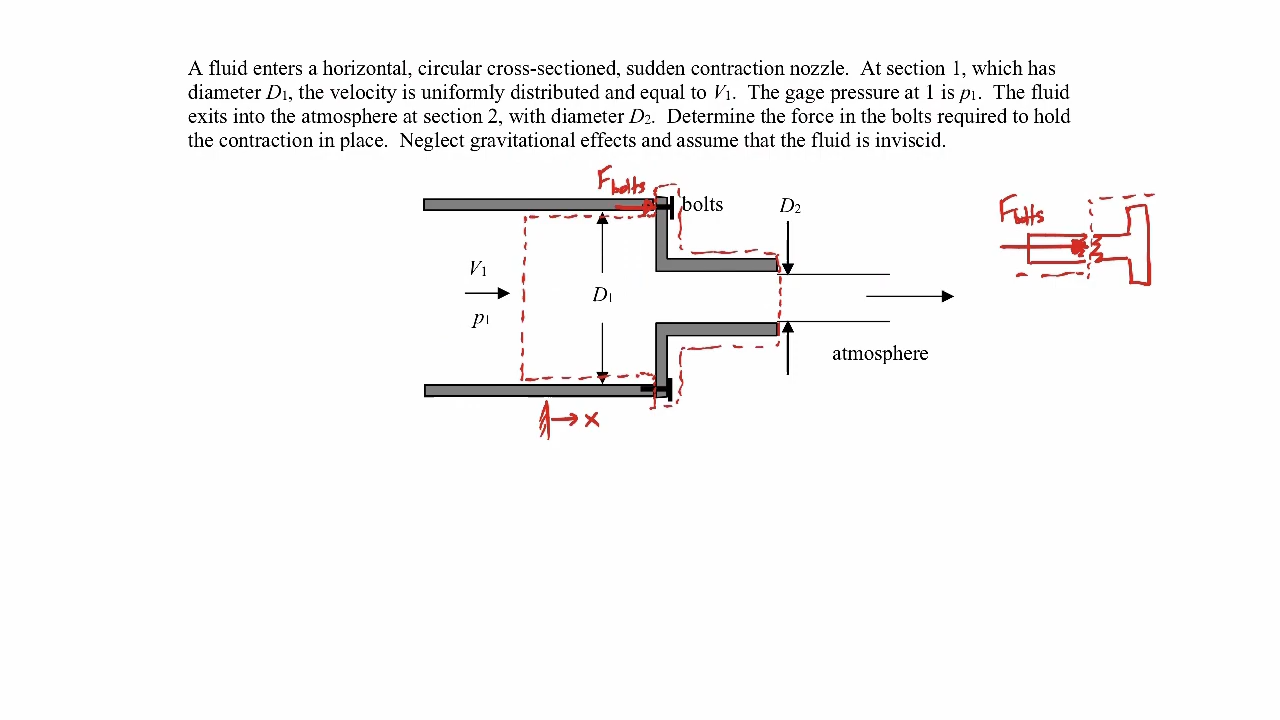 A fluid enters a horizontal, circular cross-sectioned, sudden contraction nozzle. At section 1, which has
diameter D1, the velocity is uniformly distributed and equal to V1. The gage pressure at 1 is p1. The fluid
exits into the atmosphere at section 2, with diameter D2. Determine the force in the bolts required to hold
the contraction in place. Neglect gravitational effects and assume that the fluid is inviscid.
Fbolts
bolts
D2
Fbolts
V1
D1
p1
atmosphere
x